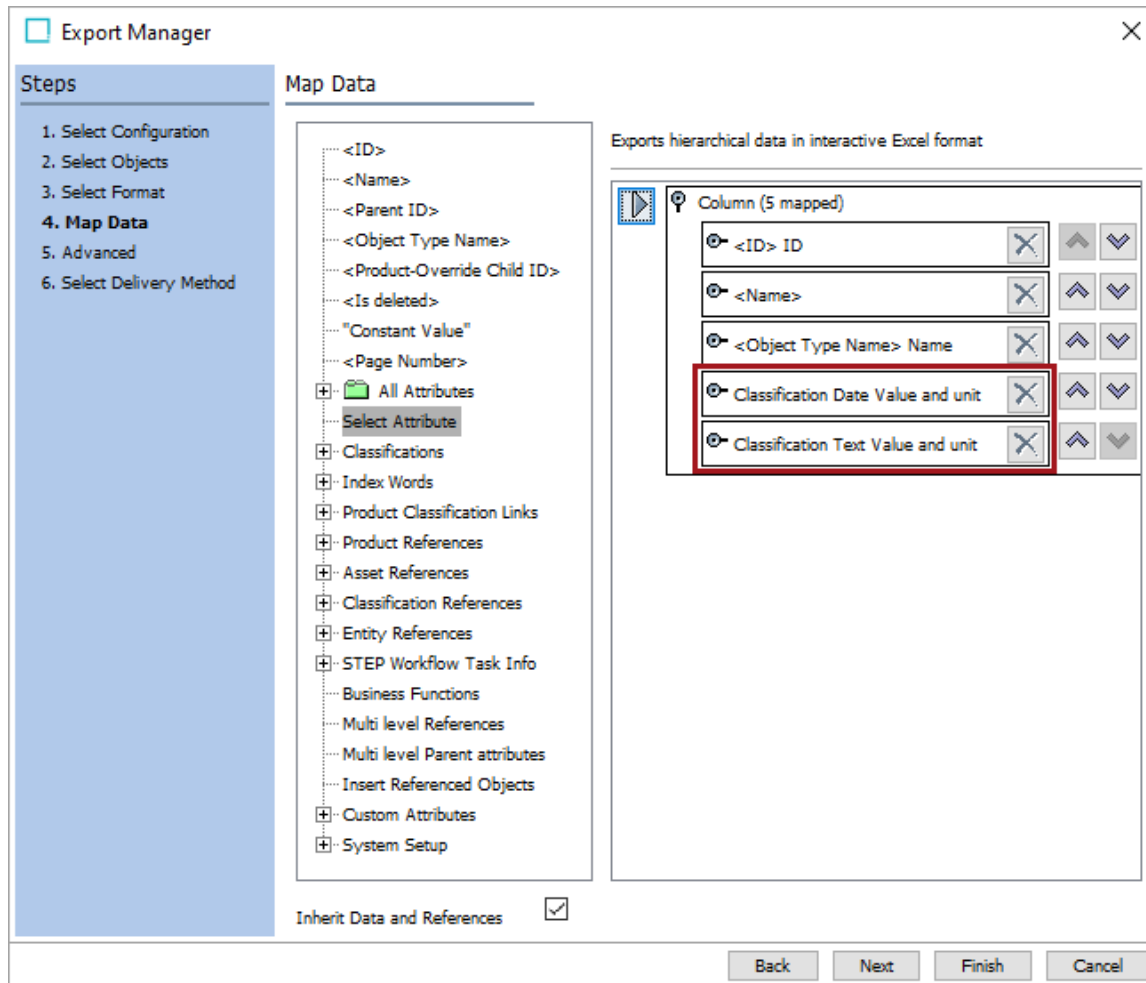 Export Manager
Steps
1. Select Configuration
2. Select Objects
3. Select Format
4. Map Data
5. Advanced
6. Select Delivery Method
Map Data
<ID>
<Name>
<Parent ID>
<Object Type Name>
<Product-Override Child ID>
<Is deleted>
"Constant Value"
<Page Number>
All Attributes
Select Attribute
Classifications
Index Words
Product Classification Links
Product References
Asset References
Classification References
Entity References
STEP Workflow Task Info
Business Functions
Multi level References
Multi level Parent attributes
Insert Referenced Objects
Custom Attributes
System Setup
Inherit Data and References
Exports hierarchical data in interactive Excel format
Column (5 mapped)
<ID> ID
<Name>
<Object Type Name> Name
Classification Date Value and unit
Classification Text Value and unit
Back Next Finish Cancel